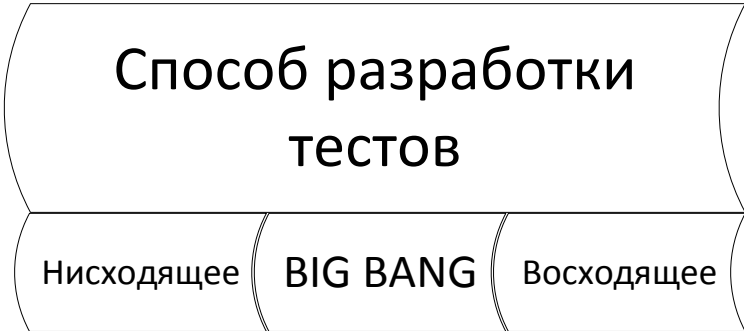 Способ разработки
тестов
Нисходящее
BIG BANG
Восходящее